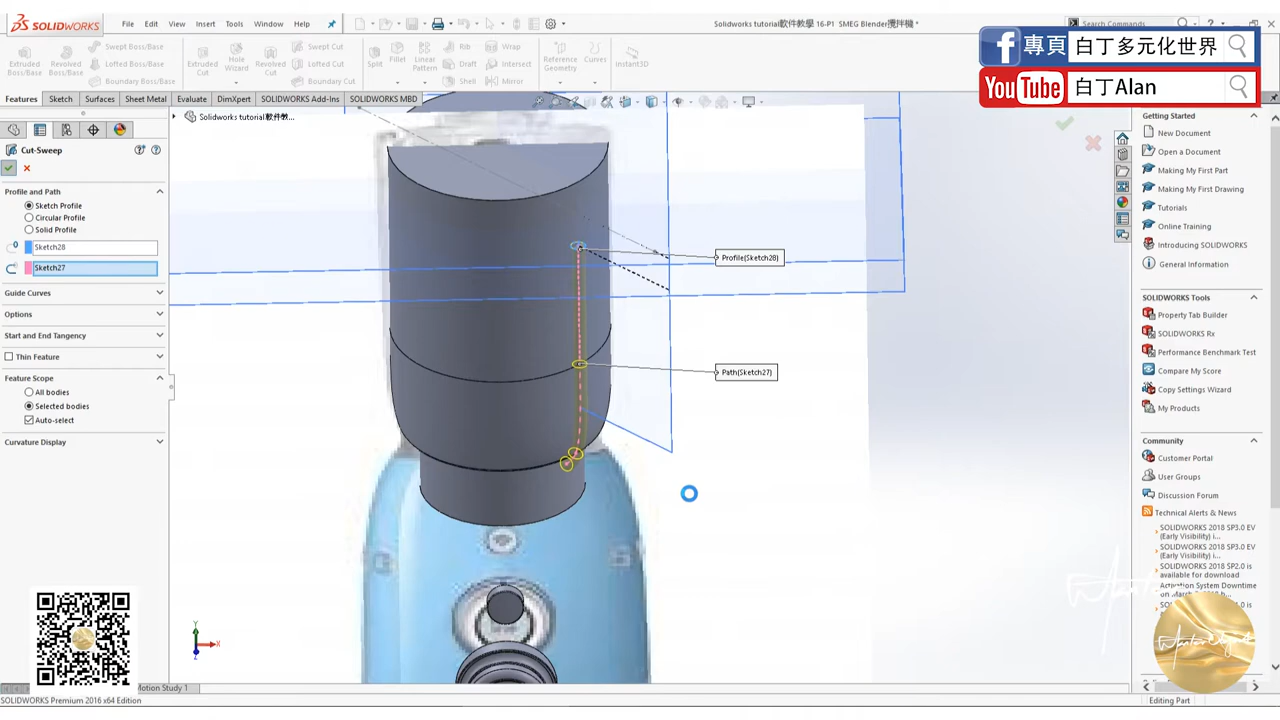 SOLIDWORKS
File Edit View Insert Tools Window Help
Solidworks tutorial軟件教學 16-P1 SMEG Blender攪拌機 *
Search Commands
專頁 白丁多元化世界
YouTube 白丁Alan
Extruded Boss/Base
Revolved Boss/Base
Swept Boss/Base
Lofted Boss/Base
Boundary Boss/Base
Extruded Cut
Hole Wizard
Revolved Cut
Swept Cut
Lofted Cut
Boundary Cut
Split
Fillet
Linear Pattern
Rib
Draft
Shell
Wrap
Intersect
Mirror
Reference Geometry
Curves
Instant3D
Features Sketch Surfaces Sheet Metal Evaluate DimXpert SOLIDWORKS Add-Ins SOLIDWORKS MBD
Solidworks tutorial軟件教...
Cut-Sweep
Profile and Path
Sketch Profile
Circular Profile
Solid Profile
Sketch28
Sketch27
Guide Curves
Options
Start and End Tangency
Thin Feature
Feature Scope
All bodies
Selected bodies
Auto-select
Curvature Display
Profile(Sketch28)
Path(Sketch27)
Getting Started
New Document
Open a Document
Making My First Part
Making My First Drawing
Tutorials
Online Training
Introducing SOLIDWORKS
General Information
SOLIDWORKS Tools
Property Tab Builder
SOLIDWORKS Rx
Performance Benchmark Test
Compare My Score
Copy Settings Wizard
My Products
Community
Customer Portal
User Groups
Discussion Forum
Technical Alerts & News
SOLIDWORKS 2018 SP3.0 EV
(Early Visibility) i...
SOLIDWORKS 2018 SP3.0 EV
(Early Visibility) i...
SOLIDWORKS 2018 SP2.0 is
available for download
Activation System Downtime
Y
X
Z
Motion Study 1
SOLIDWORKS Premium 2016 x64 Edition
Editing Part